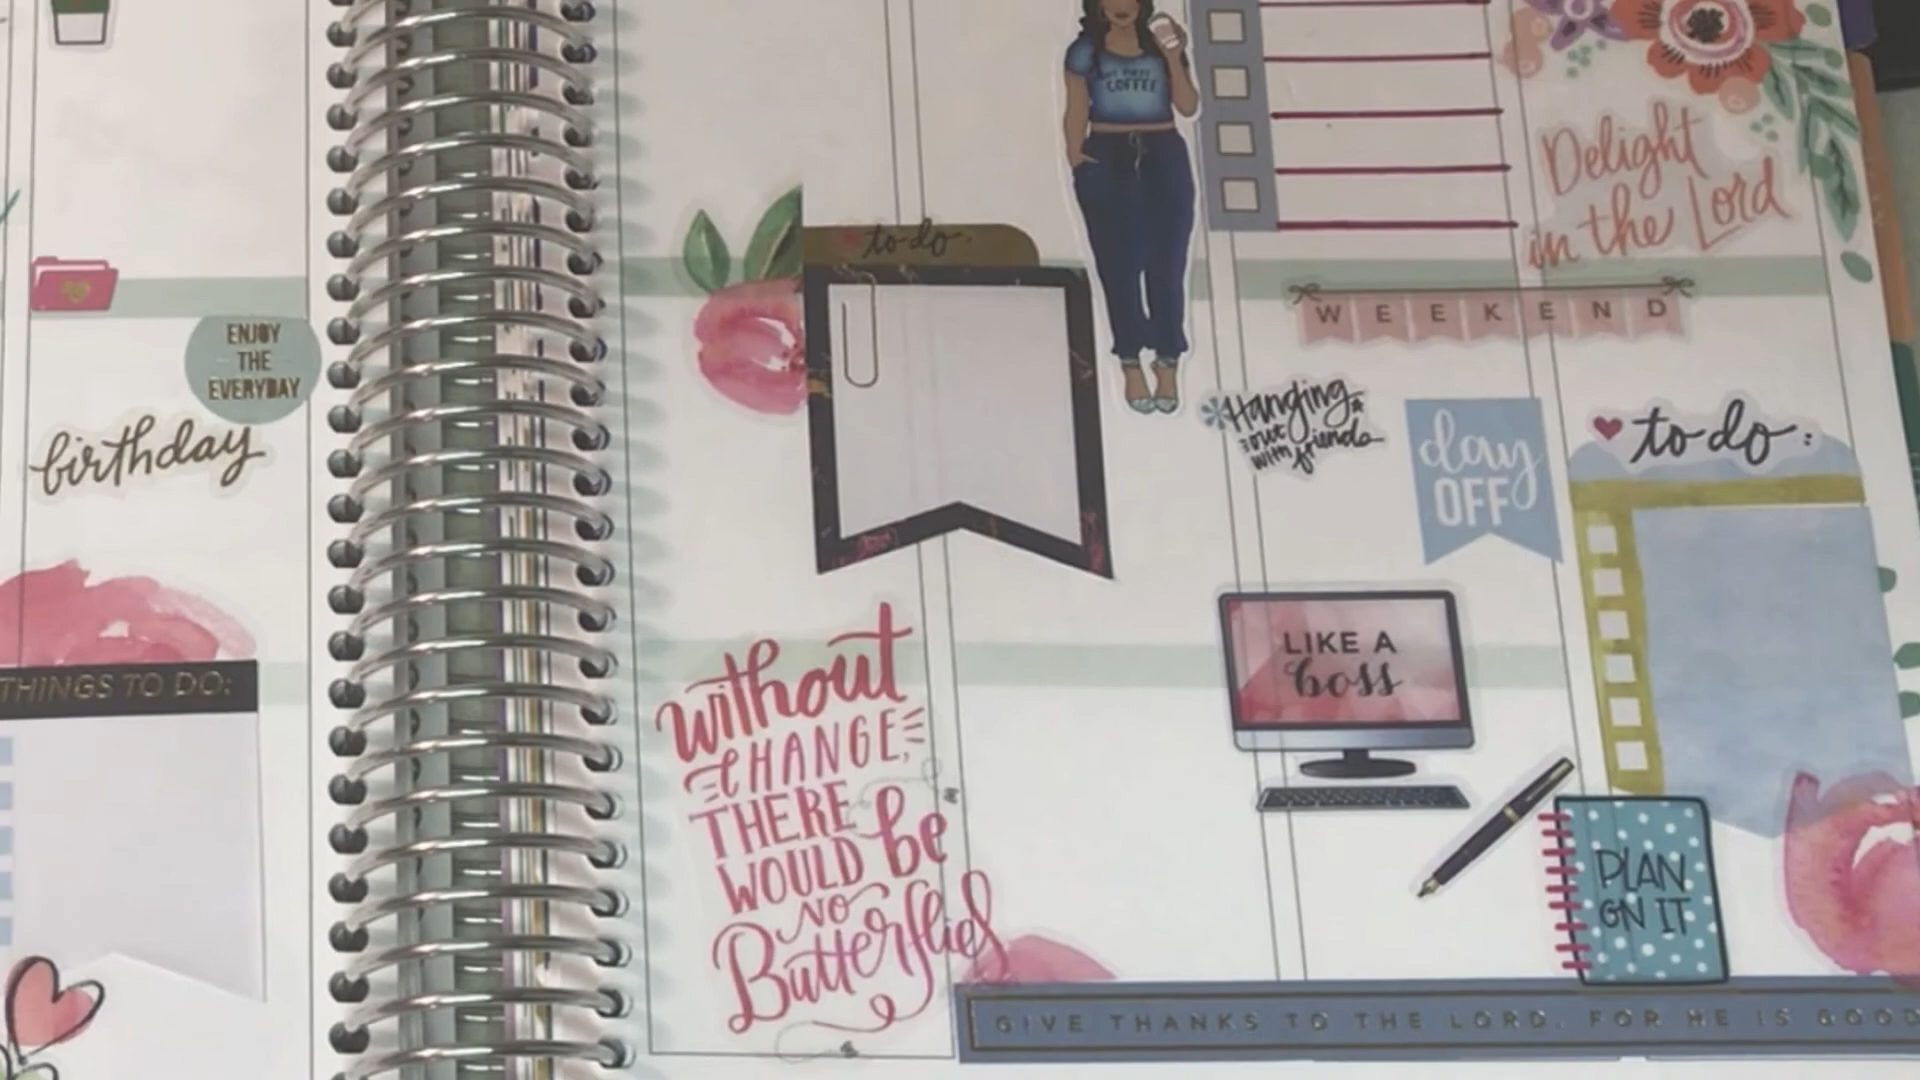 ENJOY
THE
EVERYDAY
birthday
THINGS TO DO:
to-do.
COFFEE
Delight
in the Lord
WEEKEND
Hanging
out
with friends
day
OFF
to do:
without
CHANGE,
THERE
WOULD be
NO
Butterflies
LIKE A
boss
PLAN
ON IT
GIVE THANKS TO THE LORD, FOR HE IS GOOD